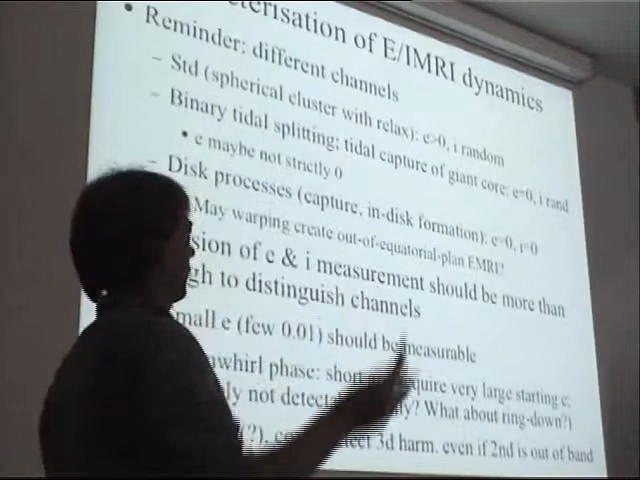 terisation of E/IMRI dynamics
• Reminder: different channels
– Std (spherical cluster with relax): e>0, i random
– Binary tidal splitting; tidal capture of giant core: e=0, i rand
• e maybe not strictly 0
– Disk processes (capture, in-disk formation): e=0, i=0
May warping create out-of-equatorial-plan EMRI?
sion of e & i measurement should be more than
gh to distinguish channels
mall e (few 0.01) should be measurable
whirl phase: short quire very large starting e;
ly not detecta ly? What about ring-down?)
(?), ect 3d harm. even if 2nd is out of band